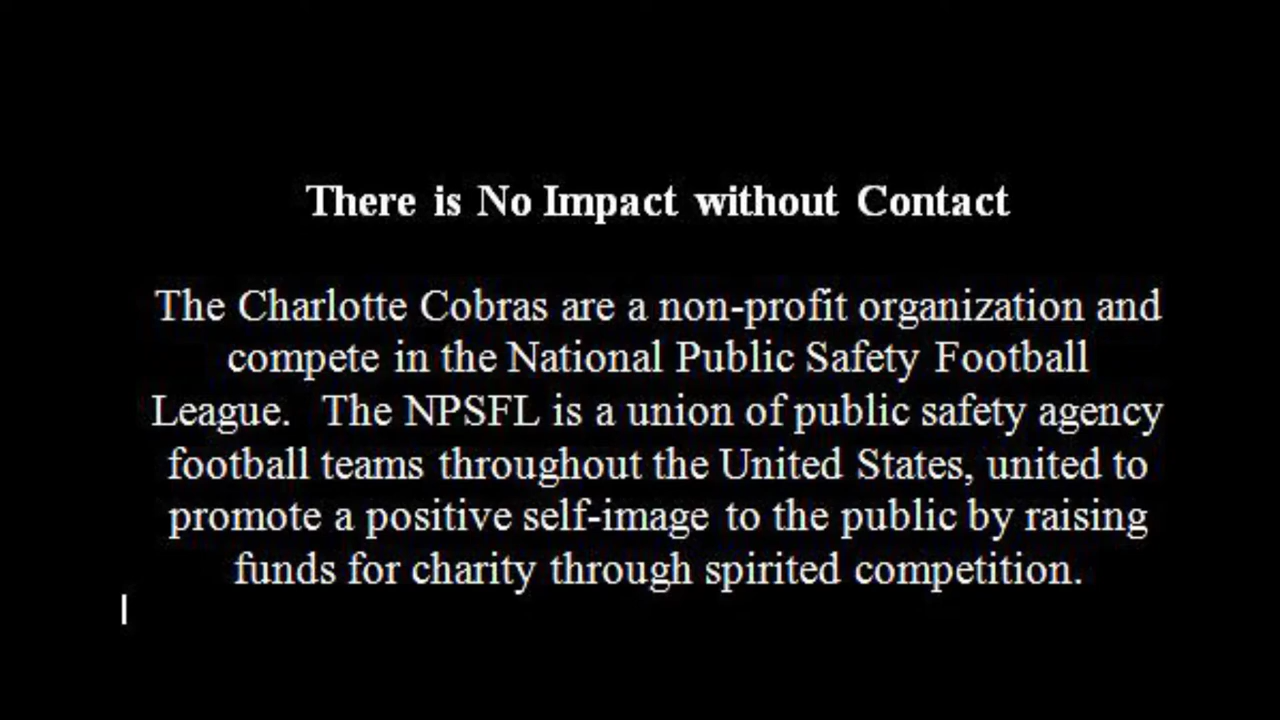 There is No Impact without Contact
The Charlotte Cobras are a non-profit organization and
compete in the National Public Safety Football
League. The NPSFL is a union of public safety agency
football teams throughout the United States, united to
promote a positive self-image to the public by raising
funds for charity through spirited competition.